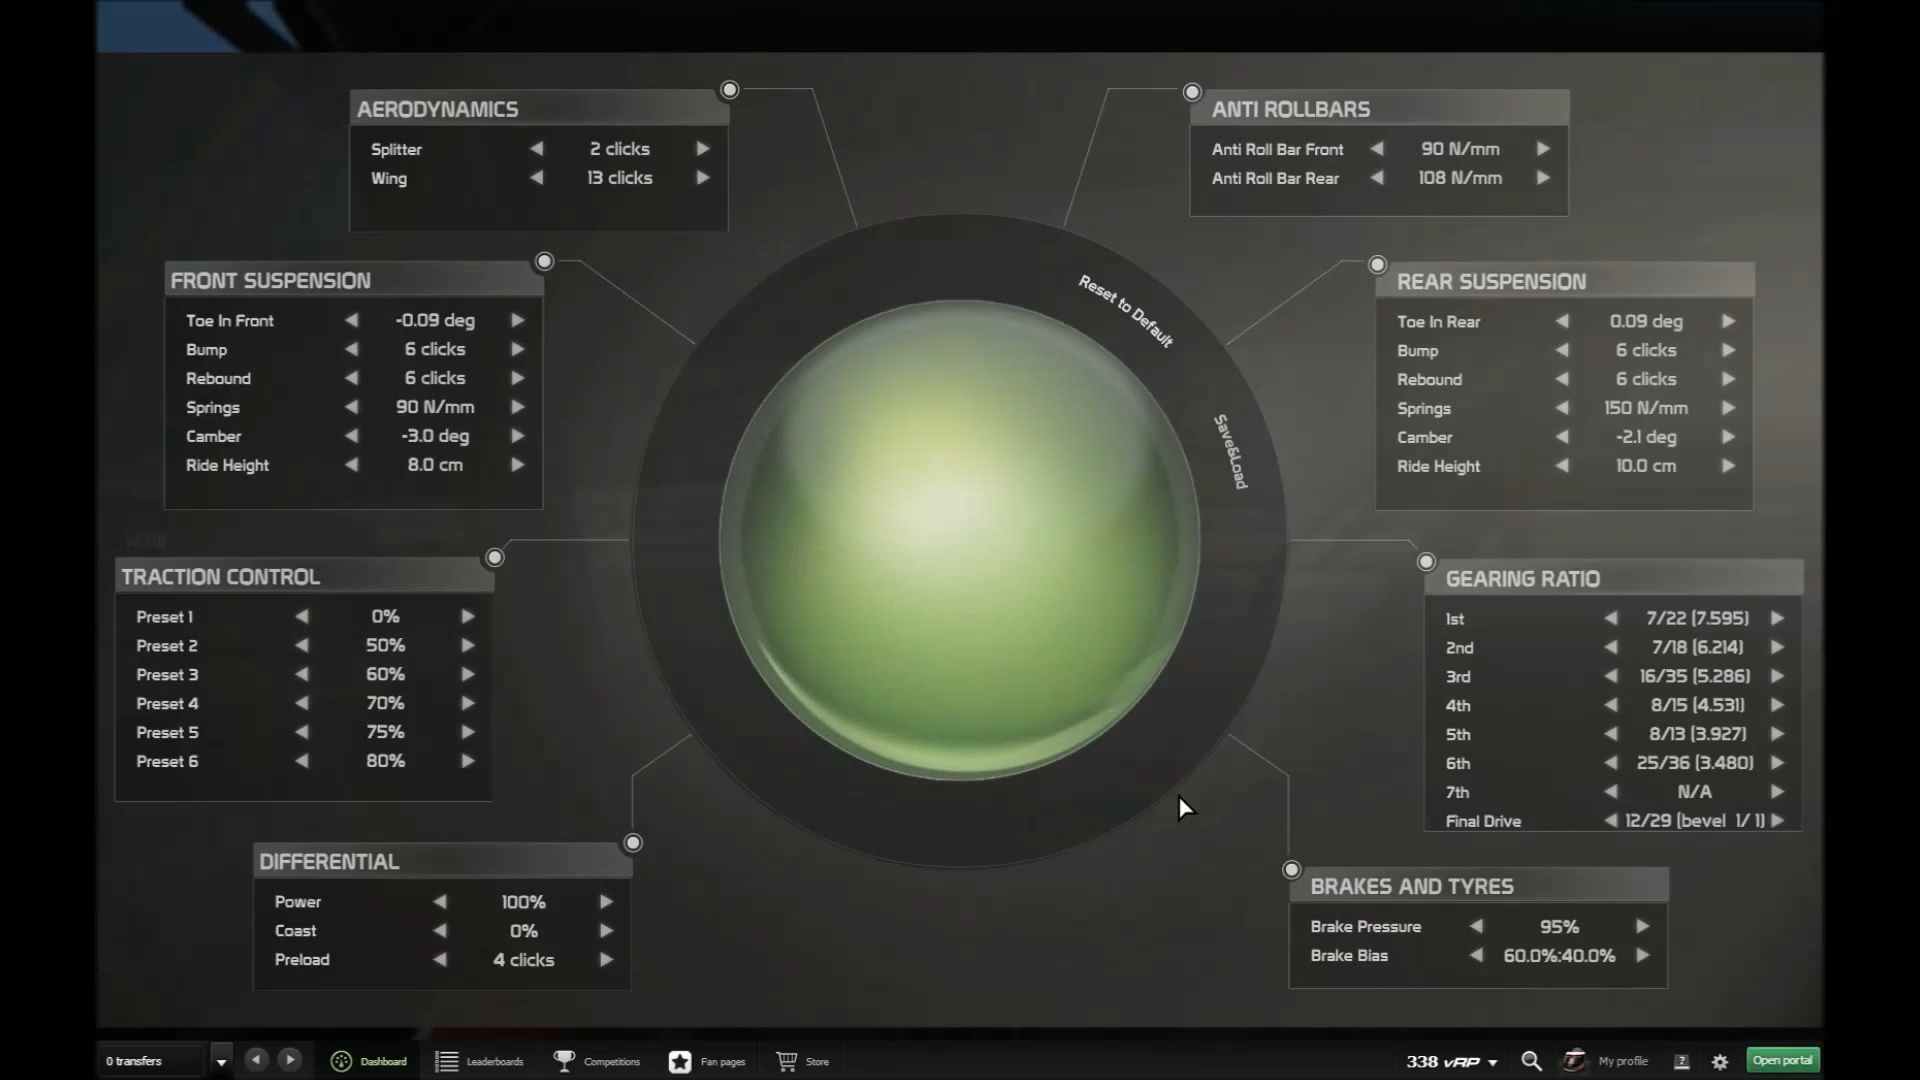 AERODYNAMICS
Splitter 2 clicks
Wing 13 clicks
ANTI ROLLBARS
Anti Roll Bar Front 90 N/mm
Anti Roll Bar Rear 108 N/mm
FRONT SUSPENSION
Toe In Front -0.09 deg
Bump 6 clicks
Rebound 6 clicks
Springs 90 N/mm
Camber -3.0 deg
Ride Height 8.0 cm
Reset to Default
Save&Load
REAR SUSPENSION
Toe In Rear 0.09 deg
Bump 6 clicks
Rebound 6 clicks
Springs 150 N/mm
Camber -2.1 deg
Ride Height 10.0 cm
TRACTION CONTROL
Preset 1 0%
Preset 2 50%
Preset 3 60%
Preset 4 70%
Preset 5 75%
Preset 6 80%
GEARING RATIO
1st 7/22 (7.595)
2nd 7/18 (6.214)
3rd 16/35 (5.286)
4th 8/15 (4.531)
5th 8/13 (3.927)
6th 25/36 (3.480)
7th N/A
Final Drive 12/29 (bevel 1/1)
DIFFERENTIAL
Power 100%
Coast 0%
Preload 4 clicks
BRAKES AND TYRES
Brake Pressure 95%
Brake Bias 60.0%:40.0%
0 transfers Dashboard Leaderboards Competitions Fan pages Store 338 vRP My profile ? Open portal